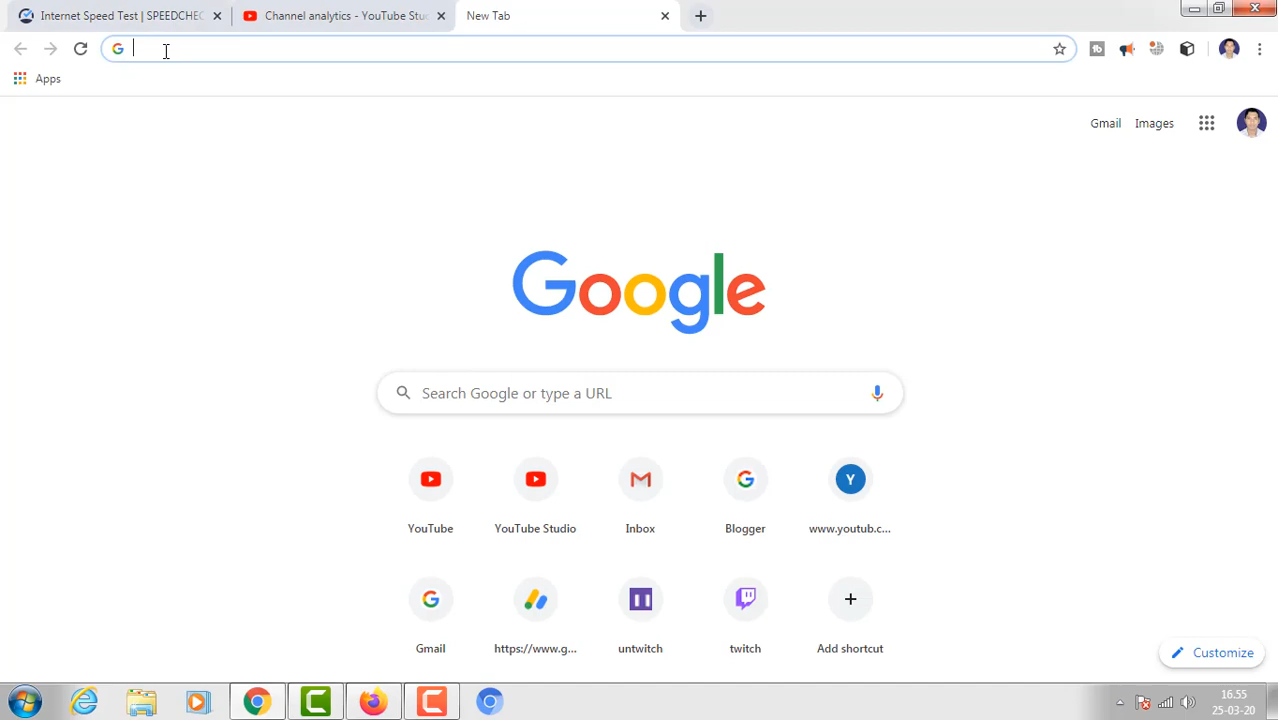 Internet Speed Test | SPEEDCHEC
Channel analytics - YouTube Stu
New Tab
Apps
Gmail
Images
Google
Search Google or type a URL
YouTube
YouTube Studio
Inbox
Blogger
Y
www.youtub.c...
Gmail
https://www.g...
untwitch
twitch
Add shortcut
Customize
16.55
25-03-20